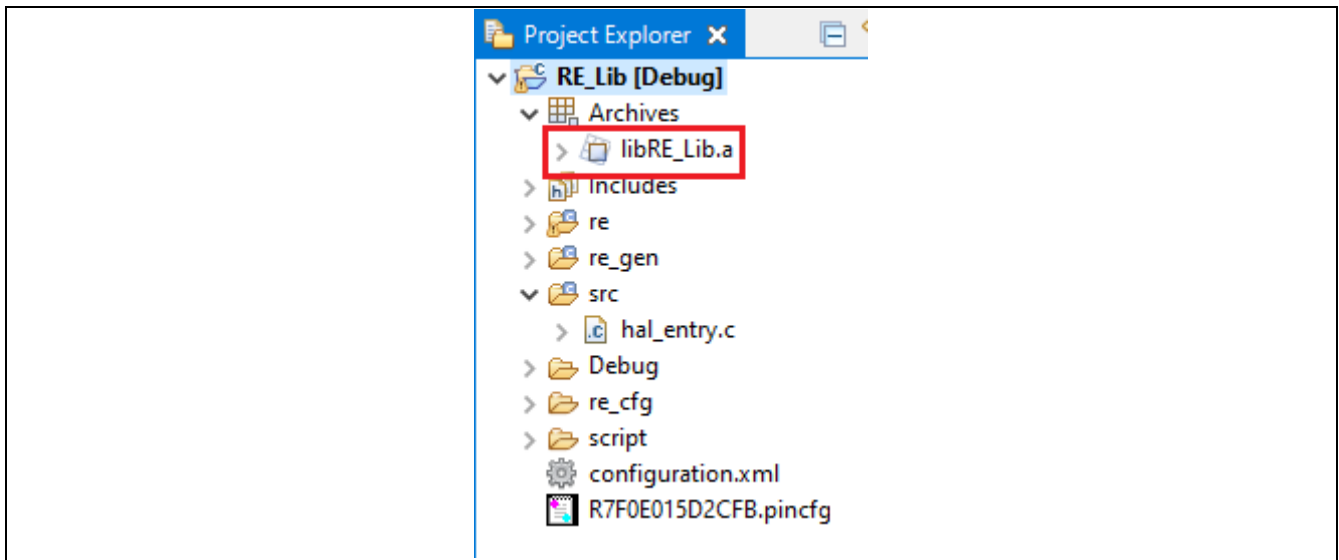 Project Explorer
RE_Lib [Debug]
Archives
libRE_Lib.a
Includes
re
re_gen
src
hal_entry.c
Debug
re_cfg
script
configuration.xml
R7F0E015D2CFB.pincfg